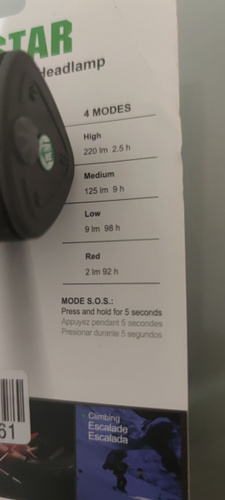 STAR
Headlamp
4 MODES
High
220 lm 2.5 h
Medium
125 lm 9 h
Low
9 lm 98 h
Red
2 lm 92 h
MODE S.O.S.:
Press and hold for 5 seconds
Appuyez pendant 5 secondes
Presionar durante 5 segundos
61
Climbing
Escalade
Escalada